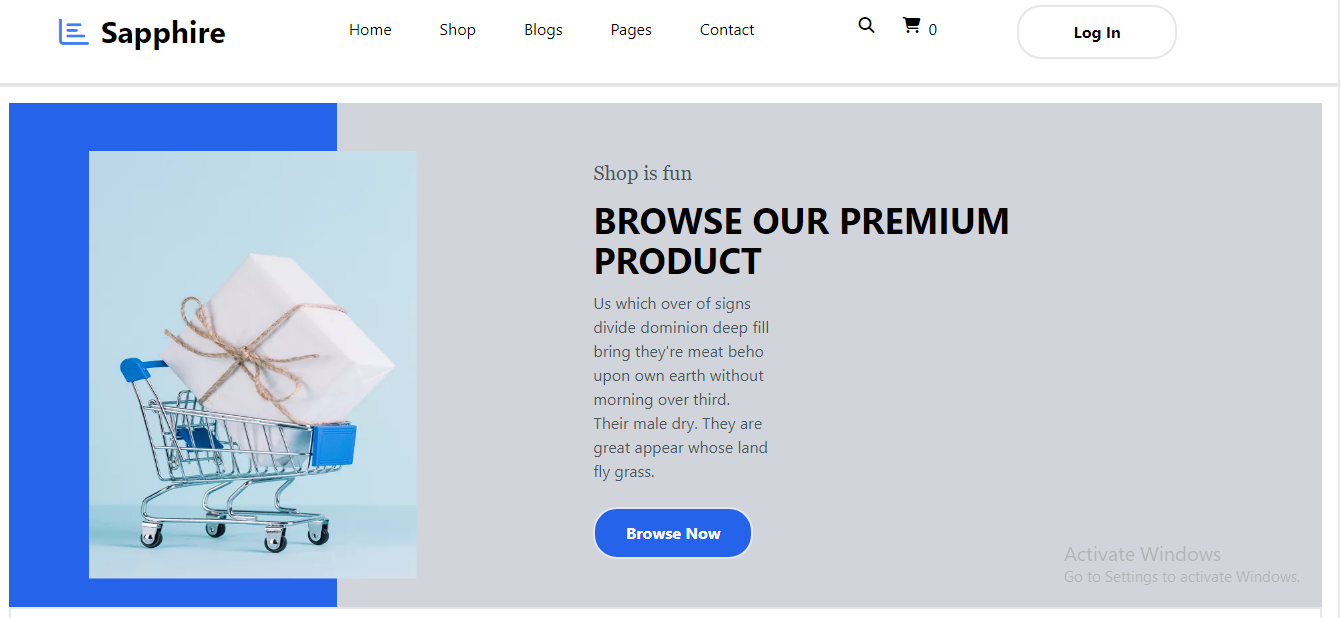 Sapphire
Home Shop Blogs Pages Contact
0
Log In
Shop is fun
BROWSE OUR PREMIUM
PRODUCT
Us which over of signs
divide dominion deep fill
bring they're meat beho
upon own earth without
morning over third.
Their male dry. They are
great appear whose land
fly grass.
Browse Now
Activate Windows
Go to Settings to activate Windows.